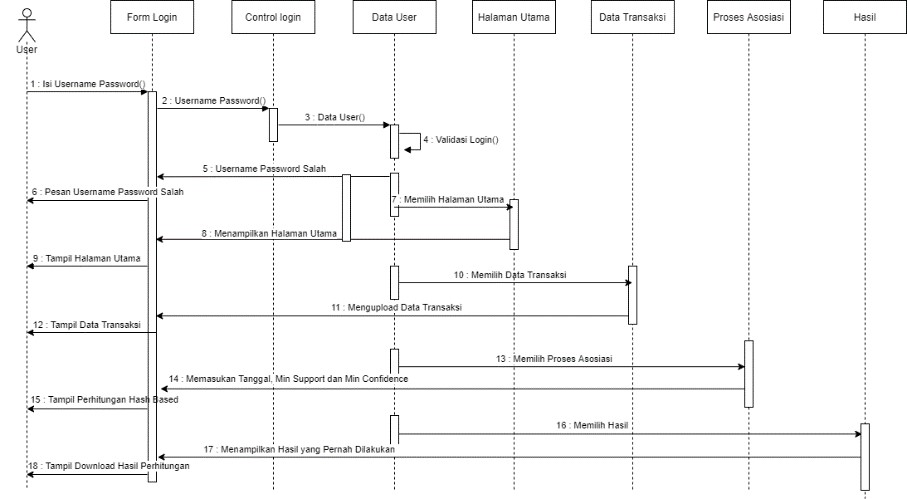 Form Login
Control login
Data User
Halaman Utama
Data Transaksi
Proses Asosiasi
Hasil
User
1 : Isi Username Password()
2 : Username Password()
3 : Data User()
4 : Validasi Login()
5 : Username Password Salah
6 : Pesan Username Password Salah
7 : Memilih Halaman Utama
8 : Menampilkan Halaman Utama
9 : Tampil Halaman Utama
10 : Memilih Data Transaksi
11 : Mengupload Data Transaksi
12 : Tampil Data Transaksi
13 : Memilih Proses Asosiasi
14 : Memasukan Tanggal, Min Support dan Min Confidence
15 : Tampil Perhitungan Hash Based
16 : Memilih Hasil
17 : Menampilkan Hasil yang Pernah Dilakukan
18 : Tampil Download Hasil Perhitungan